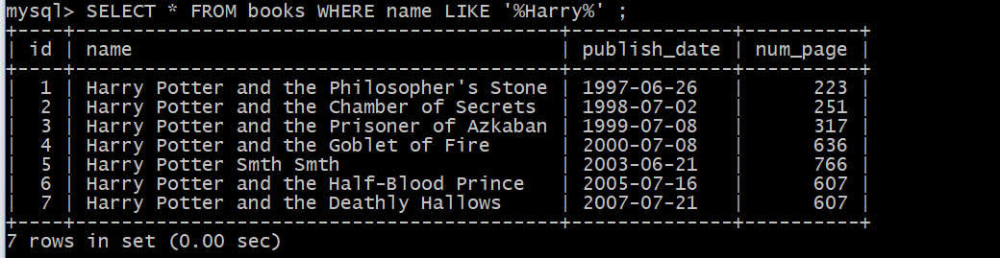 mysql> SELECT * FROM books WHERE name LIKE '%Harry%' ;
+----+------------------------------------------+--------------+----------+
| id | name                                     | publish_date | num_page |
+----+------------------------------------------+--------------+----------+
|  1 | Harry Potter and the Philosopher's Stone | 1997-06-26   |      223 |
|  2 | Harry Potter and the Chamber of Secrets  | 1998-07-02   |      251 |
|  3 | Harry Potter and the Prisoner of Azkaban | 1999-07-08   |      317 |
|  4 | Harry Potter and the Goblet of Fire      | 2000-07-08   |      636 |
|  5 | Harry Potter Smth Smth                   | 2003-06-21   |      766 |
|  6 | Harry Potter and the Half-Blood Prince   | 2005-07-16   |      607 |
|  7 | Harry Potter and the Deathly Hallows     | 2007-07-21   |      607 |
+----+------------------------------------------+--------------+----------+
7 rows in set (0.00 sec)